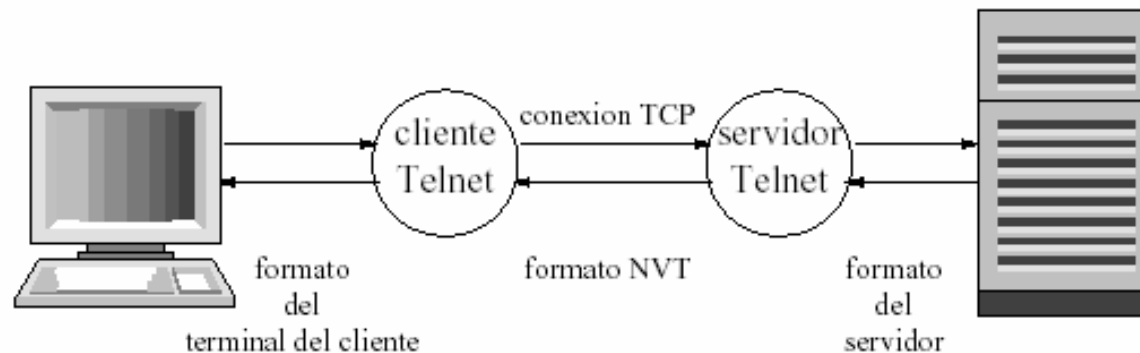 cliente
Telnet
conexion TCP
servidor
Telnet
formato
del
terminal del cliente
formato NVT
formato
del
servidor